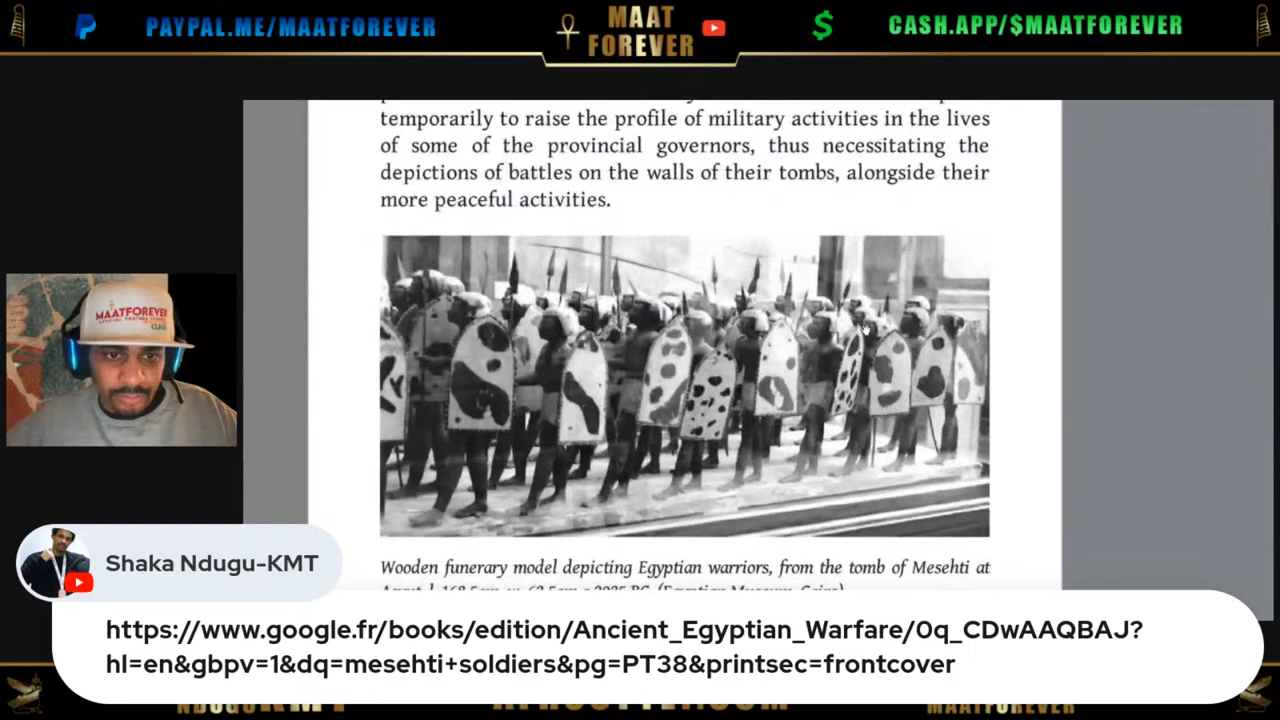 PAYPAL.ME/MAATFOREVER
MAAT
FOREVER
CASH.APP/$MAATFOREVER
temporarily to raise the profile of military activities in the lives
of some of the provincial governors, thus necessitating the
depictions of battles on the walls of their tombs, alongside their
more peaceful activities.
MAATFOREVER
CLASS
Wooden funerary model depicting Egyptian warriors, from the tomb of Mesehti at
Shaka Ndugu-KMT
https://www.google.fr/books/edition/Ancient_Egyptian_Warfare/0q_CDwAAQBAJ?
hl=en&gbpv=1&dq=mesehti+soldiers&pg=PT38&printsec=frontcover